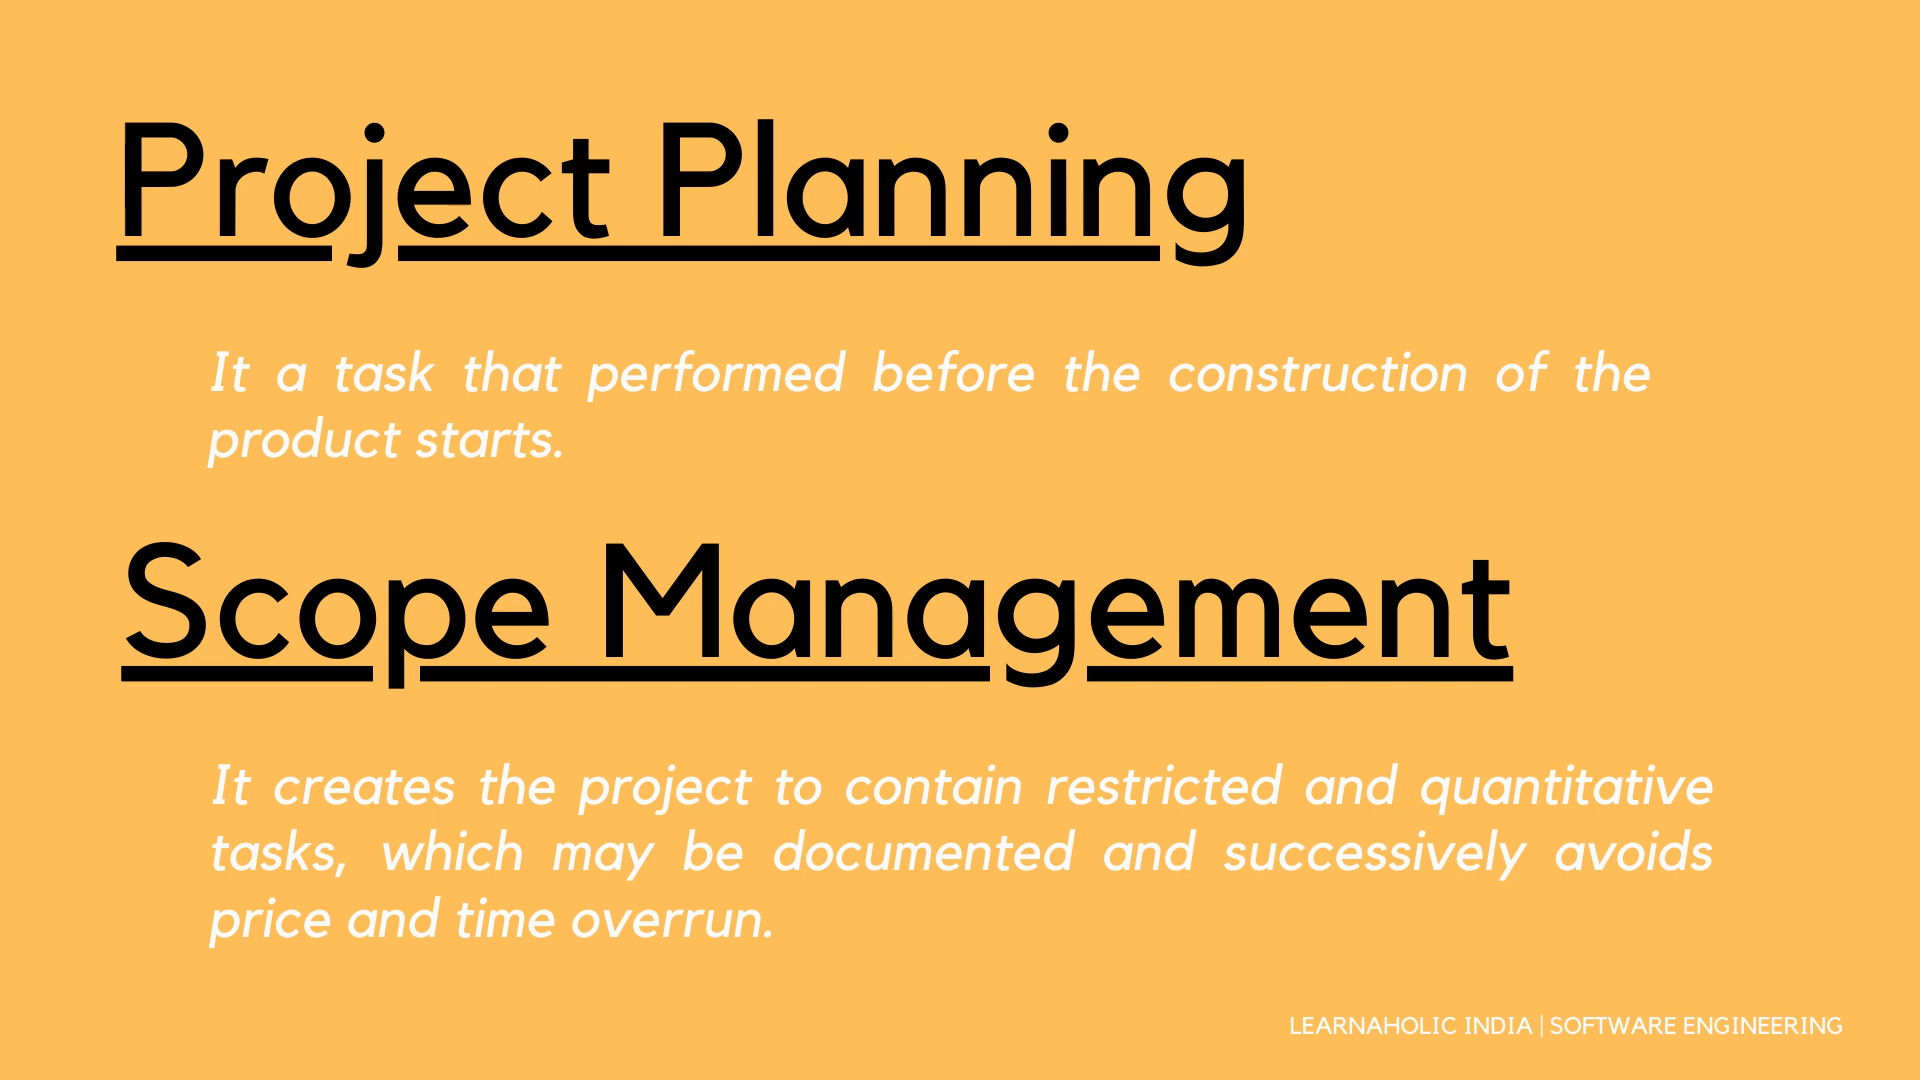 Project Planning
It a task that performed before the construction of the
product starts.
Scope Management
It creates the project to contain restricted and quantitative
tasks, which may be documented and successively avoids
price and time overrun.
LEARNAHOLIC INDIA | SOFTWARE ENGINEERING